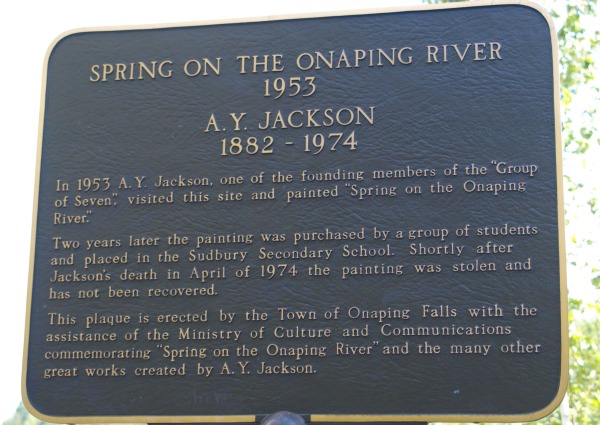 SPRING ON THE ONAPING RIVER
1953
A.Y. JACKSON
1882 - 1974
In 1953 A.Y. Jackson, one of the founding members of the "Group
of Seven", visited this site and painted "Spring on the Onaping
River."
Two years later the painting was purchased by a group of students
and placed in the Sudbury Secondary School. Shortly after
Jackson's death in April of 1974 the painting was stolen and
has not been recovered.
This plaque is erected by the Town of Onaping Falls with the
assistance of the Ministry of Culture and Communications
commemorating "Spring on the Onaping River" and the many other
great works created by A.Y. Jackson.